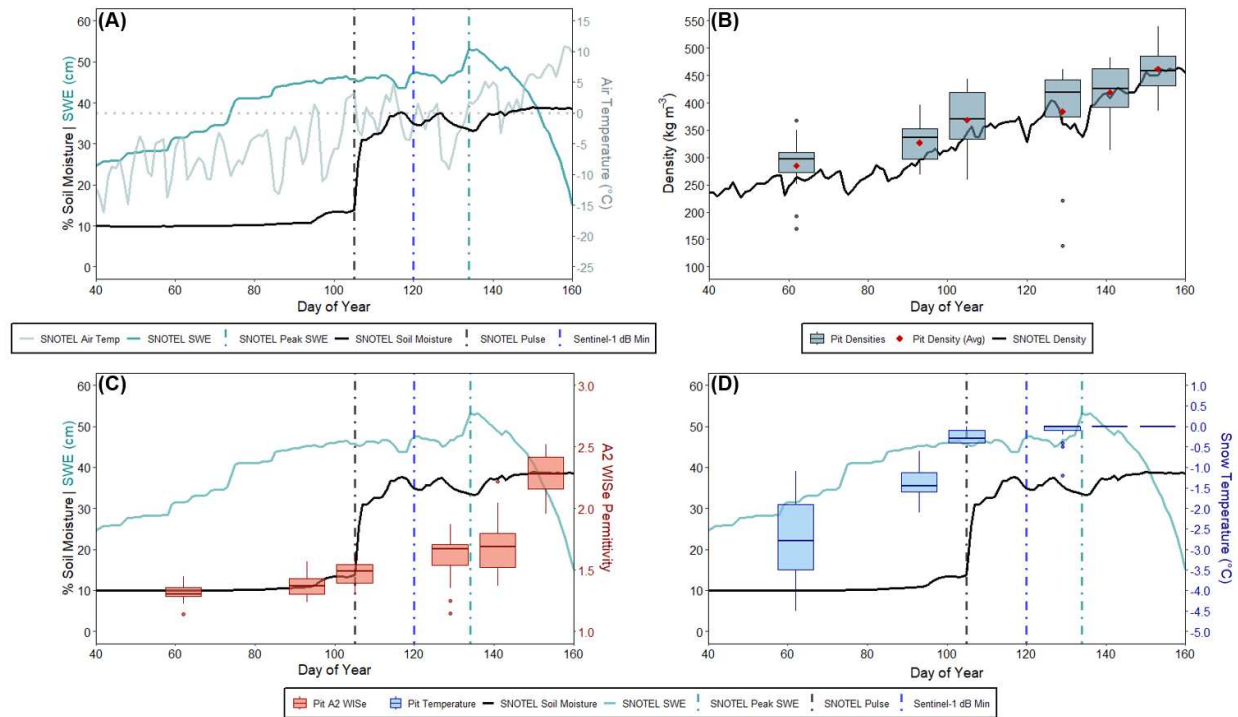 (A)
60
50
40
30
20
10
0
% Soil Moisture | SWE (cm)
15
10
5
0
-5
-10
-15
-20
-25
Air Temperature (°C)
40 60 80 100 120 140 160
Day of Year
SNOTEL Air Temp SNOTEL SWE SNOTEL Peak SWE SNOTEL Soil Moisture SNOTEL Pulse Sentinel-1 dB Min
(B)
550
500
450
400
350
300
250
200
150
100
Density (kg m⁻³)
40 60 80 100 120 140 160
Day of Year
Pit Densities Pit Density (Avg) SNOTEL Density
(C)
60
50
40
30
20
10
0
% Soil Moisture | SWE (cm)
3.0
2.5
2.0
1.5
1.0
A2 WISe Permittivity
40 60 80 100 120 140 160
Day of Year
(D)
60
50
40
30
20
10
0
% Soil Moisture | SWE (cm)
1.0
0.5
0.0
-0.5
-1.0
-1.5
-2.0
-2.5
-3.0
-3.5
-4.0
-4.5
-5.0
Snow Temperature (°C)
40 60 80 100 120 140 160
Day of Year
Pit A2 WISe Pit Temperature SNOTEL Soil Moisture SNOTEL SWE SNOTEL Peak SWE SNOTEL Pulse Sentinel-1 dB Min